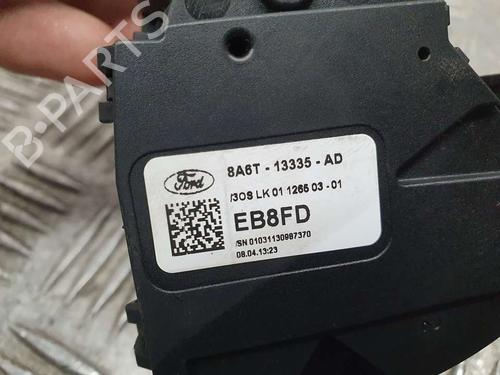 B-PARTS
Ford
8A6T - 13335 - AD
/3OS LK 01 1265 03 - 01
EB8FD
/SN 01031130987370
08.04.13:23